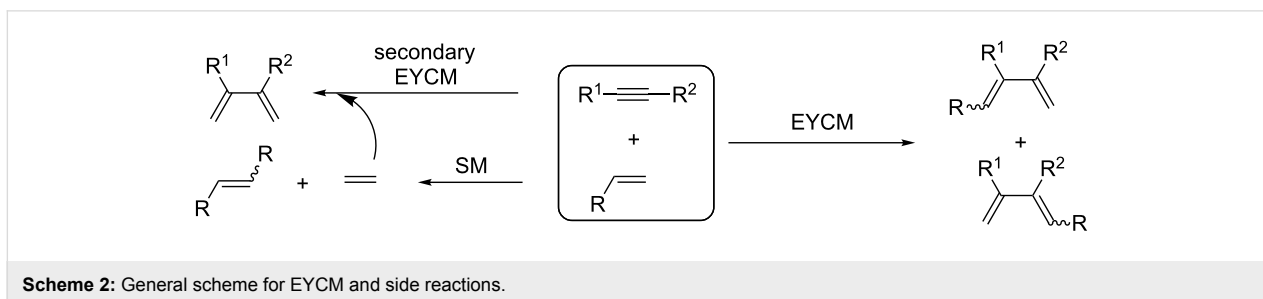 R1 R2
secondary
EYCM
R1 R2
+
R
R
R + 
SM
EYCM
R1 R2
R
+
R1 R2
R
Scheme 2: General scheme for EYCM and side reactions.